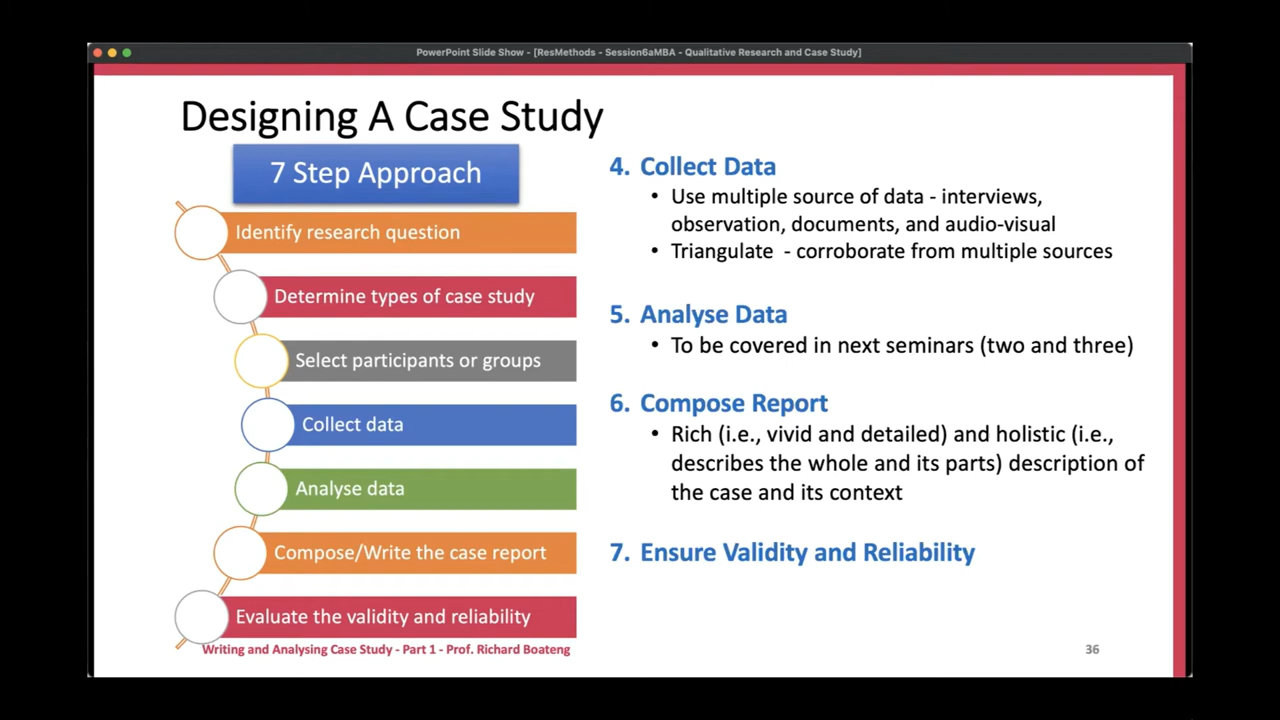 PowerPoint Slide Show - [ResMethods - Session6aMBA - Qualitative Research and Case Study]
Designing A Case Study
7 Step Approach
Identify research question
Determine types of case study
Select participants or groups
Collect data
Analyse data
Compose/Write the case report
Evaluate the validity and reliability
4. Collect Data
• Use multiple source of data - interviews,
observation, documents, and audio-visual
• Triangulate - corroborate from multiple sources
5. Analyse Data
• To be covered in next seminars (two and three)
6. Compose Report
• Rich (i.e., vivid and detailed) and holistic (i.e.,
describes the whole and its parts) description of
the case and its context
7. Ensure Validity and Reliability
Writing and Analysing Case Study - Part 1 - Prof. Richard Boateng
36